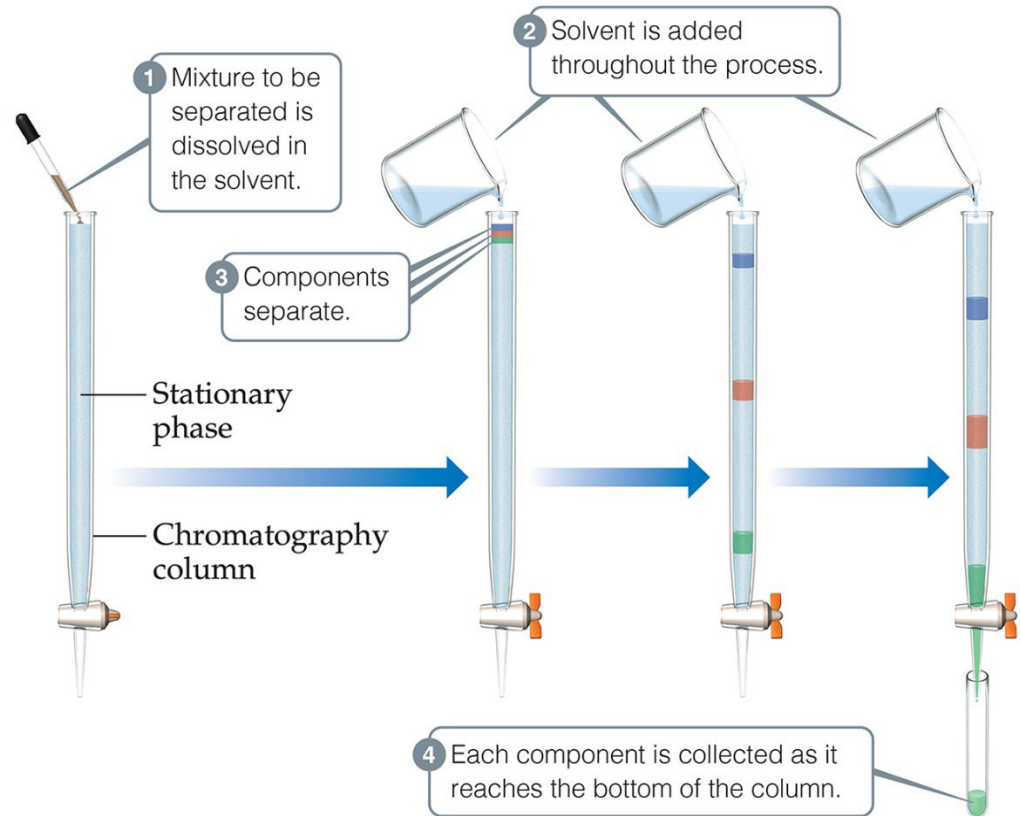 1 Mixture to be
separated is
dissolved in
the solvent.
2 Solvent is added
throughout the process.
3 Components
separate.
Stationary
phase
Chromatography
column
4 Each component is collected as it
reaches the bottom of the column.